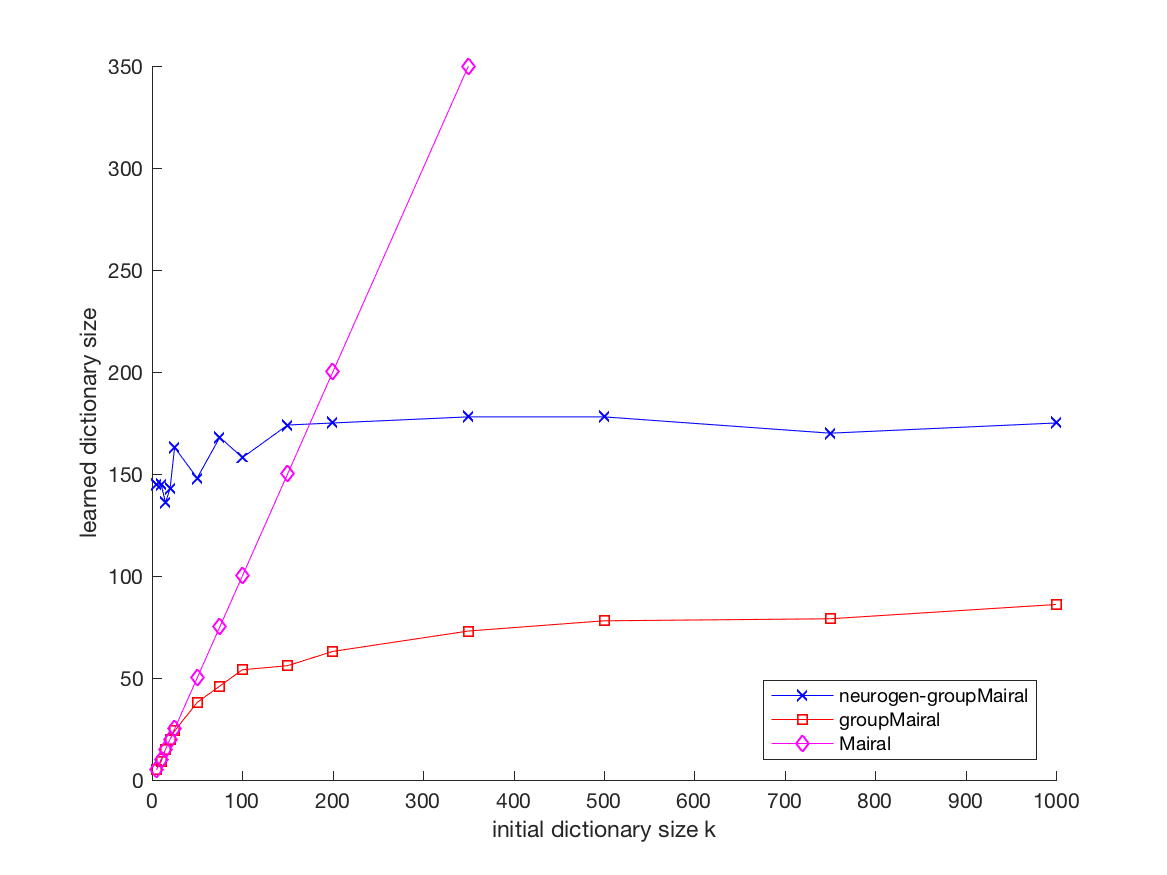 350
300
250
200
150
100
50
0
learned dictionary size
0 100 200 300 400 500 600 700 800 900 1000
initial dictionary size k
neurogen-groupMairal
groupMairal
Mairal